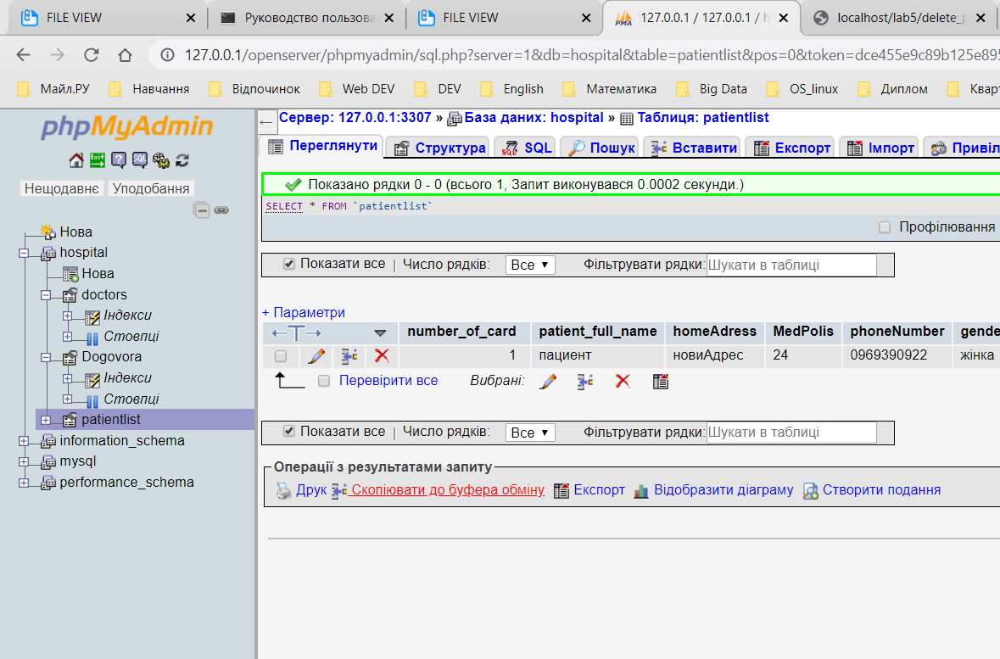 FILE VIEW
Руководство пользова
FILE VIEW
127.0.0.1 / 127.0.0.1 / h
localhost/lab5/delete_p
127.0.0.1/openserver/phpmyadmin/sql.php?server=1&db=hospital&table=patientlist&pos=0&token=dce455e9c89b125e895
Майл.РУ Навчання Відпочинок Web DEV DEV English Математика Big Data OS_linux Диплом Кварт
phpMyAdmin
Нещодавнє Уподобання
Нова
hospital
Нова
doctors
Індекси
Стовпці
Dogovora
Індекси
Стовпці
patientlist
information_schema
mysql
performance_schema
Сервер: 127.0.0.1:3307 » База даних: hospital » Таблиця: patientlist
Переглянути Структура SQL Пошук Вставити Експорт Імпорт Привіл
Показано рядки 0 - 0 (всього 1, Запит виконувався 0.0002 секунди.)
SELECT * FROM `patientlist`
Профілювання
Показати все | Число рядків: Все Фільтрувати рядки: Шукати в таблиці
+ Параметри
number_of_card patient_full_name homeAdress MedPolis phoneNumber gende
1 пациент новиАдрес 24 0969390922 жінка
Перевірити все Вибрані:
Показати все | Число рядків: Все Фільтрувати рядки: Шукати в таблиці
Операції з результатами запиту
Друк Скопіювати до буфера обміну Експорт Відобразити діаграму Створити подання